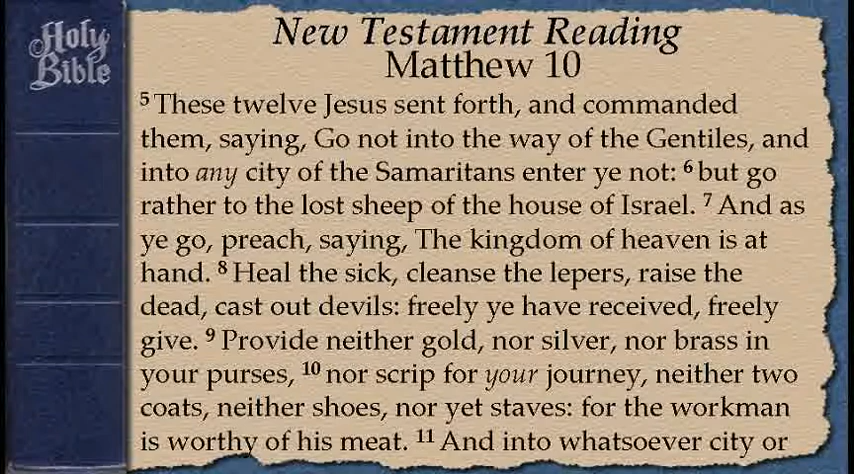 Holy
Bible
New Testament Reading
Matthew 10
⁵ These twelve Jesus sent forth, and commanded
them, saying, Go not into the way of the Gentiles, and
into any city of the Samaritans enter ye not: ⁶ but go
rather to the lost sheep of the house of Israel. ⁷ And as
ye go, preach, saying, The kingdom of heaven is at
hand. ⁸ Heal the sick, cleanse the lepers, raise the
dead, cast out devils: freely ye have received, freely
give. ⁹ Provide neither gold, nor silver, nor brass in
your purses, ¹⁰ nor scrip for your journey, neither two
coats, neither shoes, nor yet staves: for the workman
is worthy of his meat. ¹¹ And into whatsoever city or